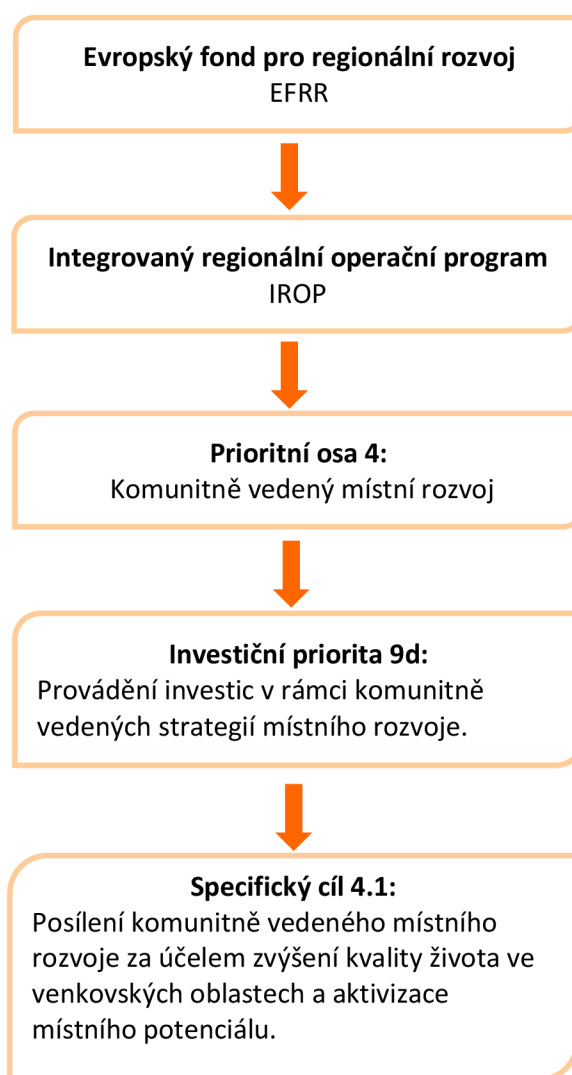 Evropský fond pro regionální rozvoj
EFRR
Integrovaný regionální operační program
IROP
Prioritní osa 4:
Komunitně vedený místní rozvoj
Investiční priorita 9d:
Provádění investic v rámci komunitně
vedených strategií místního rozvoje.
Specifický cíl 4.1:
Posílení komunitně vedeného místního
rozvoje za účelem zvýšení kvality života ve
venkovských oblastech a aktivizace
místního potenciálu.